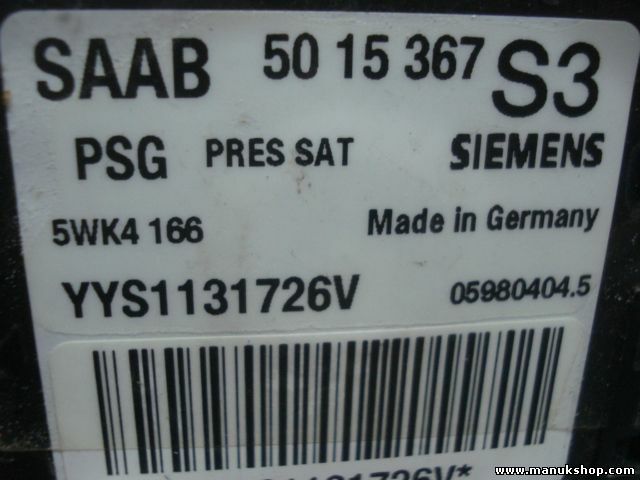 SAAB 50 15 367 S3
PSG PRES SAT SIEMENS
5WK4 166 Made in Germany
YYS1131726V 05980404.5
www.manukshop.com